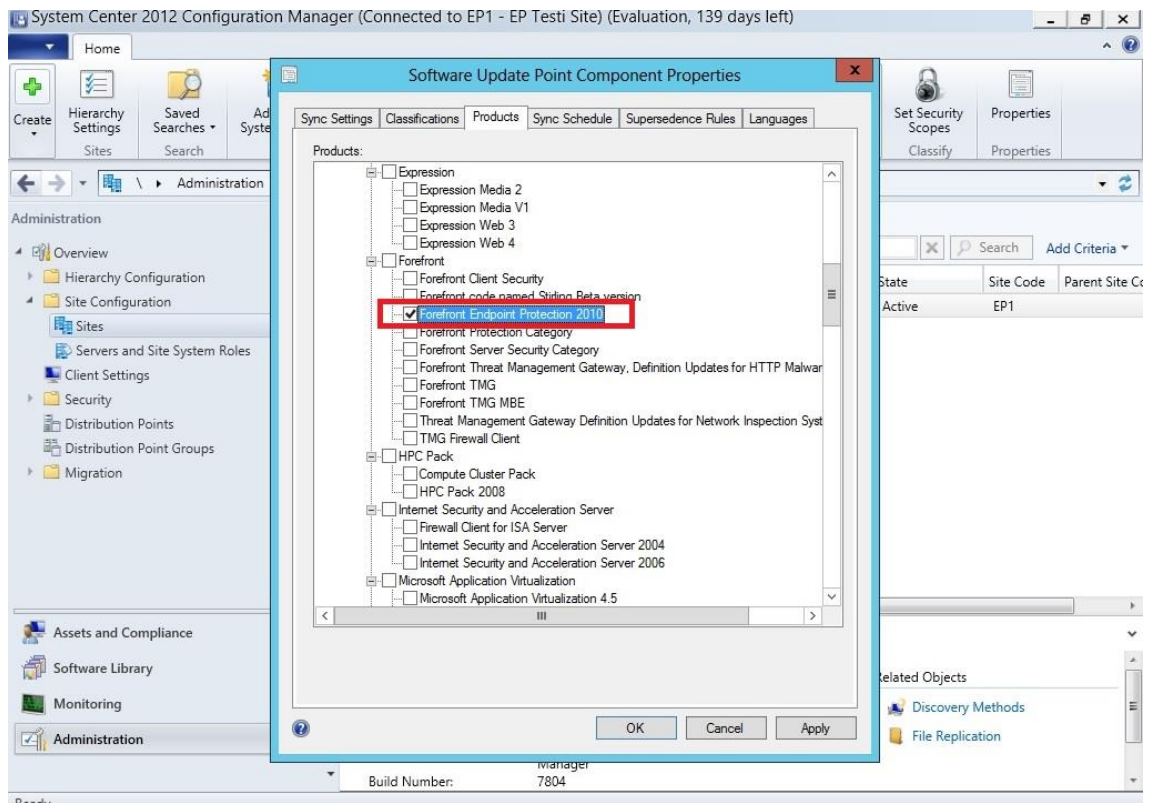 System Center 2012 Configuration Manager (Connected to EP1 - EP Testi Site) (Evaluation, 139 days left)
Home
Create
Hierarchy Settings
Saved Searches
Ad
Syste
Set Security Scopes
Properties
Sites
Search
Classify
Properties
\ Administration
Administration
Overview
Hierarchy Configuration
Site Configuration
Sites
Servers and Site System Roles
Client Settings
Security
Distribution Points
Distribution Point Groups
Migration
Assets and Compliance
Software Library
Monitoring
Administration
Software Update Point Component Properties
Sync Settings
Classifications
Products
Sync Schedule
Supersedence Rules
Languages
Products:
Expression
Expression Media 2
Expression Media V1
Expression Web 3
Expression Web 4
Forefront
Forefront Client Security
Forefront code named Stirling Beta version
Forefront Endpoint Protection 2010
Forefront Protection Category
Forefront Server Security Category
Forefront Threat Management Gateway, Definition Updates for HTTP Malwar
Forefront TMG
Forefront TMG MBE
Threat Management Gateway Definition Updates for Network Inspection Syst
TMG Firewall Client
HPC Pack
Compute Cluster Pack
HPC Pack 2008
Internet Security and Acceleration Server
Firewall Client for ISA Server
Internet Security and Acceleration Server 2004
Internet Security and Acceleration Server 2006
Microsoft Application Virtualization
Microsoft Application Virtualization 4.5
OK
Cancel
Apply
Search
Add Criteria
State
Site Code
Parent Site Co
Active
EP1
Related Objects
Discovery Methods
File Replication
Manager
Build Number: 7804
Ready